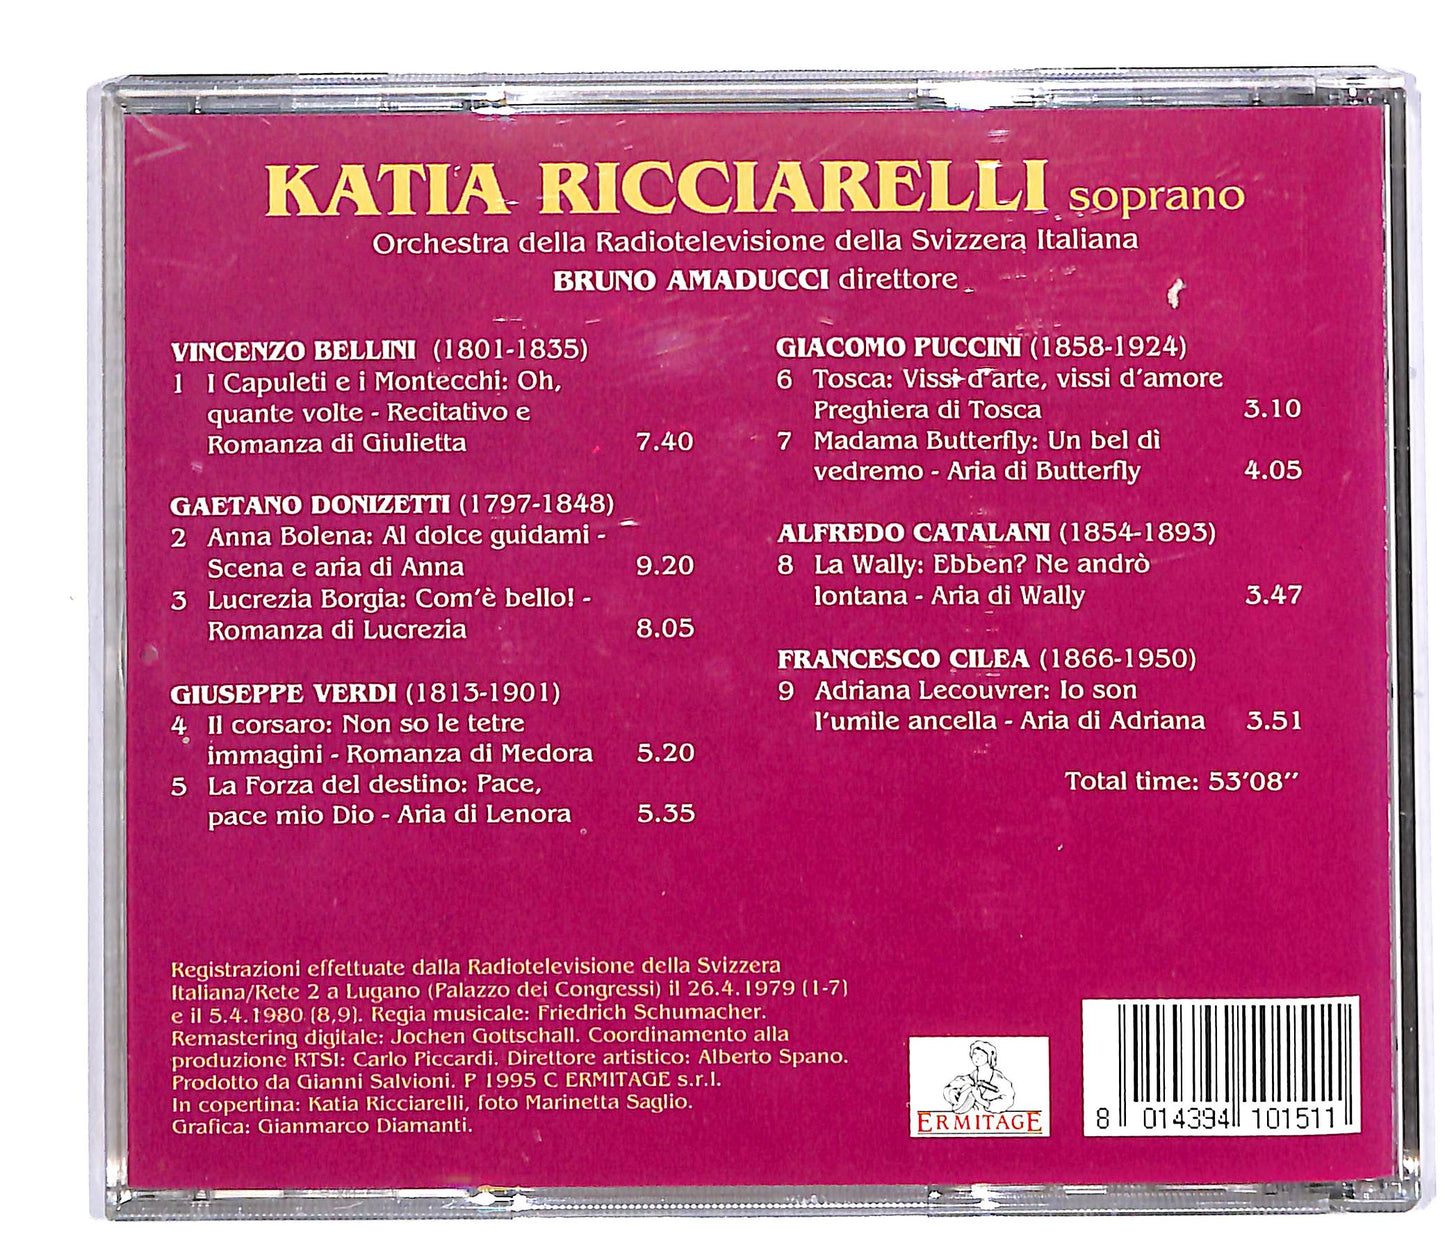 KATIA RICCIARELLI soprano
Orchestra della Radiotelevisione della Svizzera Italiana
BRUNO AMADUCCI direttore
VINCENZO BELLINI (1801-1835)
1 I Capuleti e i Montecchi: Oh,
quante volte - Recitativo e
Romanza di Giulietta 7.40
GAETANO DONIZETTI (1797-1848)
2 Anna Bolena: Al dolce guidami -
Scena e aria di Anna 9.20
3 Lucrezia Borgia: Com'è bello! -
Romanza di Lucrezia 8.05
GIUSEPPE VERDI (1813-1901)
4 Il corsaro: Non so le tetre
immagini - Romanza di Medora 5.20
5 La Forza del destino: Pace,
pace mio Dio - Aria di Lenora 5.35
GIACOMO PUCCINI (1858-1924)
6 Tosca: Vissi d'arte, vissi d'amore
Preghiera di Tosca 3.10
7 Madama Butterfly: Un bel dì
vedremo - Aria di Butterfly 4.05
ALFREDO CATALANI (1854-1893)
8 La Wally: Ebben? Ne andrò
lontana - Aria di Wally 3.47
FRANCESCO CILEA (1866-1950)
9 Adriana Lecouvrer: Io son
l'umile ancella - Aria di Adriana 3.51
Total time: 53'08"
Registrazioni effettuate dalla Radiotelevisione della Svizzera
Italiana/Rete 2 a Lugano (Palazzo dei Congressi) il 26.4.1979 (1-7)
e il 5.4.1980 (8,9). Regia musicale: Friedrich Schumacher.
Remastering digitale: Jochen Gottschall. Coordinamento alla
produzione RTSI: Carlo Piccardi. Direttore artistico: Alberto Spano.
Prodotto da Gianni Salvioni. P 1995 C ERMITAGE s.r.l.
In copertina: Katia Ricciarelli, foto Marinetta Saglio.
Grafica: Gianmarco Diamanti.
ERMITAGE
8 014394 101511